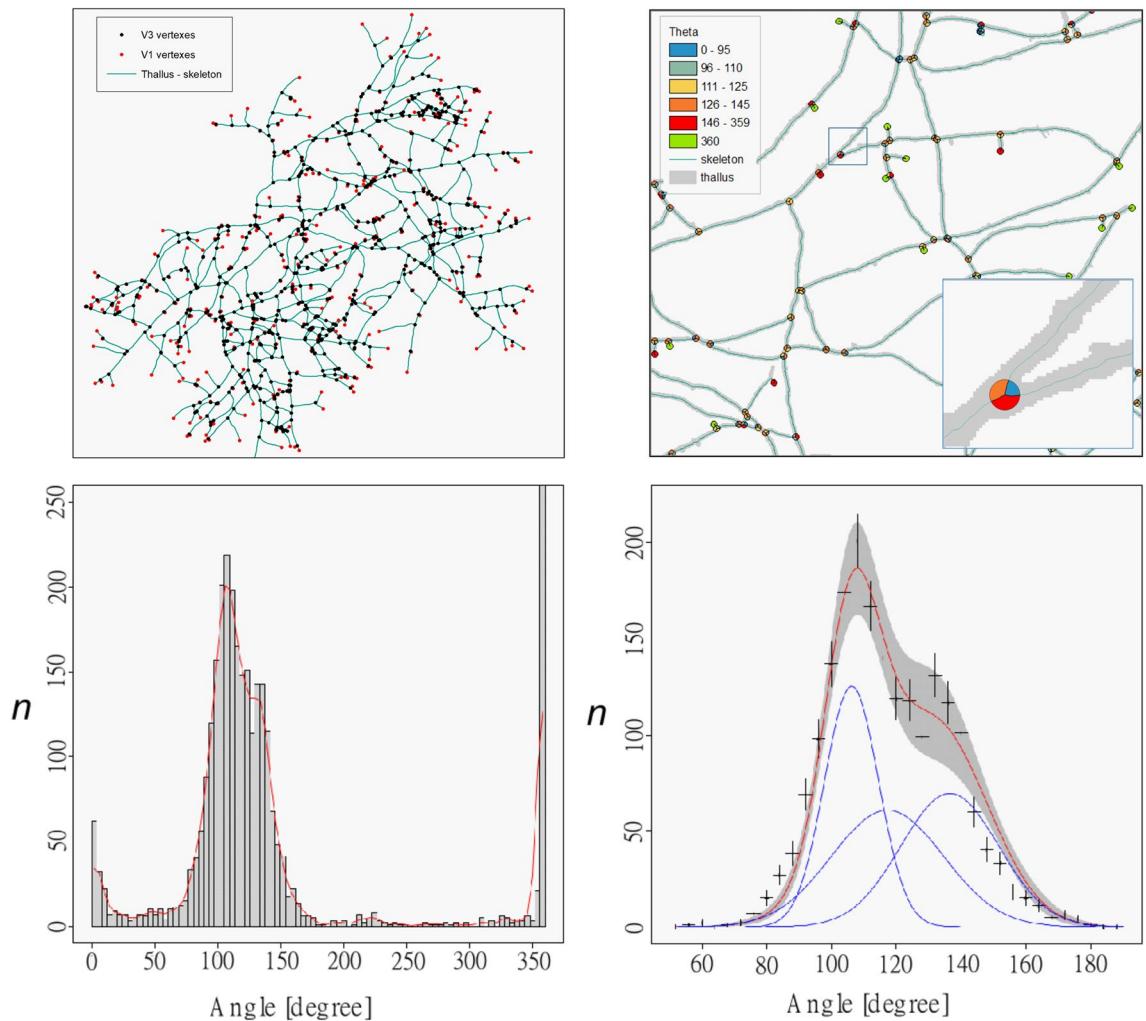 V3 vertexes
V1 vertexes
Thallus - skeleton
Theta
0 - 95
96 - 110
111 - 125
126 - 145
146 - 359
360
skeleton
thallus
250
200
150
100
50
0
n
0 50 100 150 200 250 300 350
Angle [degree]
200
150
100
50
0
n
60 80 100 120 140 160 180
Angle [degree]